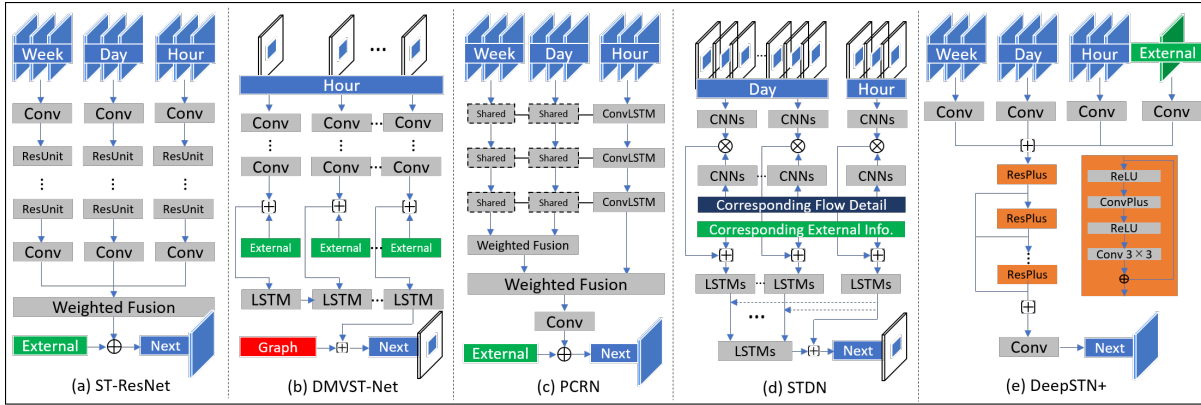 Week Day Hour
Conv Conv Conv
ResUnit ResUnit ResUnit
ResUnit ResUnit ResUnit
Conv Conv Conv
Weighted Fusion
External Next
(a) ST-ResNet
Hour
Conv Conv Conv
Conv Conv Conv
[+] [+] [+]
External External External
LSTM LSTM LSTM
Graph [+] Next
(b) DMVST-Net
Week Day Hour
Shared Shared ConvLSTM
Shared Shared ConvLSTM
Shared Shared ConvLSTM
Weighted Fusion
Weighted Fusion
Conv
External Next
(c) PCRN
Day Hour
CNNs CNNs CNNs
CNNs CNNs CNNs
Corresponding Flow Detail
Corresponding External Info.
[+] [+] [+]
LSTMs LSTMs LSTMs
LSTMs [+] Next
(d) STDN
Week Day Hour External
Conv Conv Conv Conv
[+]
ResPlus
ResPlus
ResPlus
[+]
Conv Next
ReLU
ConvPlus
ReLU
Conv 3 × 3
(e) DeepSTN+